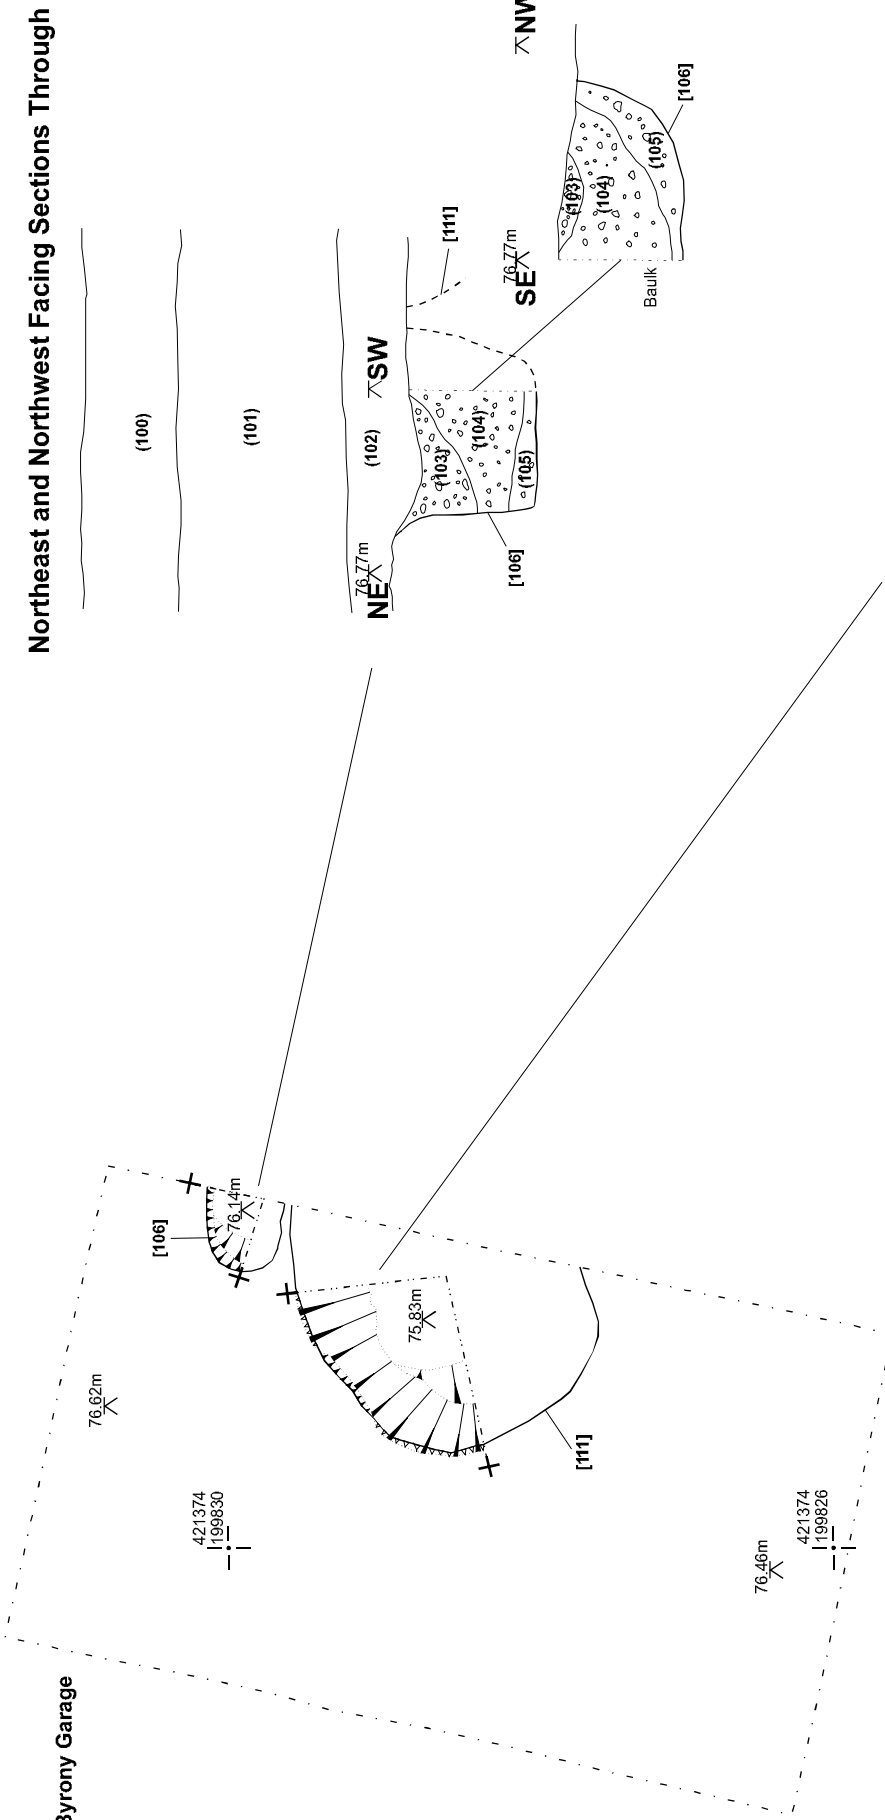 Northeast and Northwest Facing Sections Through
(100)
(101)
(102)
NE
76.77m
SW
(103)
(104)
(105)
[106]
[111]
SE
76.77m
NW
(103)
(104)
(105)
[106]
Baulk
Byrony Garage
[106]
76.14m
76.62m
75.83m
[111]
421374
199830
76.46m
421374
199826